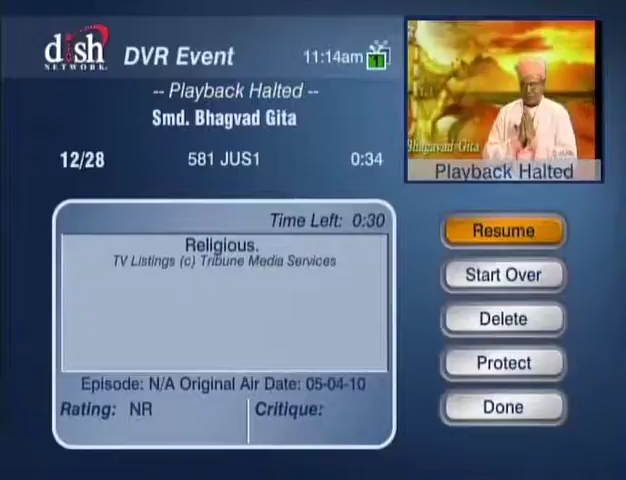 dish
NETWORK.
DVR Event
11:14am
1
-- Playback Halted --
Smd. Bhagvad Gita
12/28
581 JUS1
0:34
Bhagavad-Gita
Playback Halted
Time Left: 0:30
Religious.
TV Listings (c) Tribune Media Services
Episode: N/A Original Air Date: 05-04-10
Rating: NR
Critique:
Resume
Start Over
Delete
Protect
Done